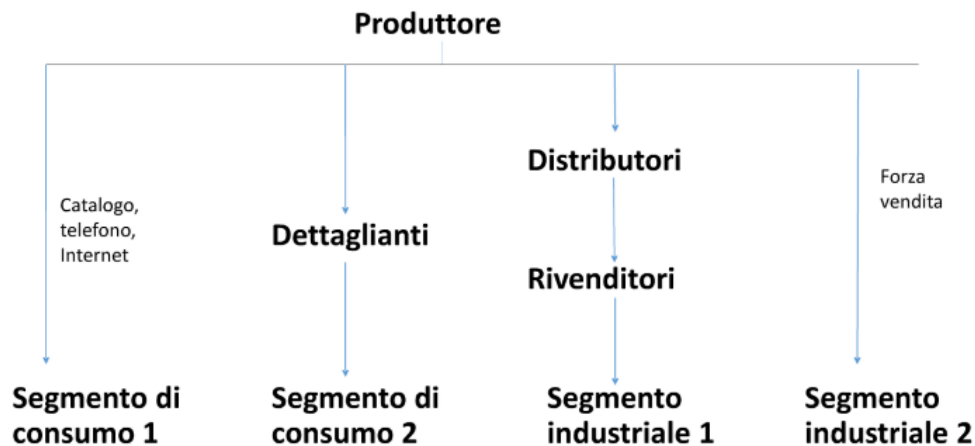 Produttore
Distributori
Forza
vendita
Catalogo,
telefono,
Internet
Dettaglianti
Rivenditori
Segmento di
consumo 1
Segmento di
consumo 2
Segmento
industriale 1
Segmento
industriale 2